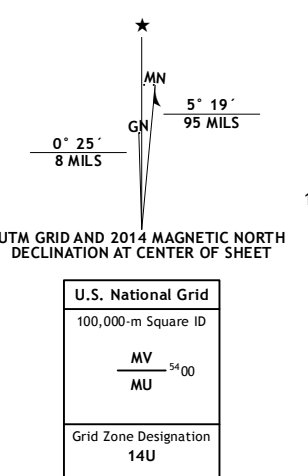 ★
MN
5° 19´
95 MILS
GN
0° 25´
8 MILS
UTM GRID AND 2014 MAGNETIC NORTH
DECLINATION AT CENTER OF SHEET
U.S. National Grid
100,000-m Square ID
MV
5400
MU
Grid Zone Designation
14U